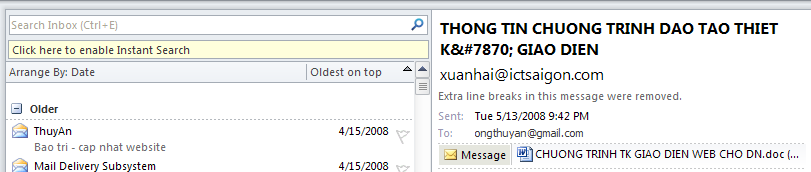 Search Inbox (Ctrl+E)
Click here to enable Instant Search
Arrange By: Date Oldest on top
Older
ThuyAn 4/15/2008
Bao tri - cap nhat website
Mail Delivery Subsystem 4/15/2008
THONG TIN CHUONG TRINH DAO TAO THIET
K&#7870; GIAO DIEN
xuanhai@ictsaigon.com
Extra line breaks in this message were removed.
Sent: Tue 5/13/2008 9:42 PM
To: ongthuyan@gmail.com
Message CHUONG TRINH TK GIAO DIEN WEB CHO DN.doc (...